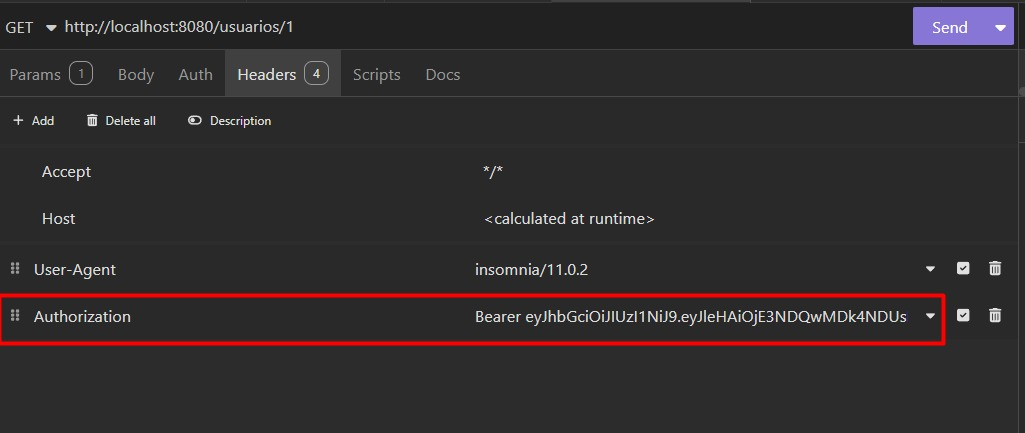 GET http://localhost:8080/usuarios/1 Send
Params 1 Body Auth Headers 4 Scripts Docs
+ Add Delete all Description
Accept */*
Host <calculated at runtime>
User-Agent insomnia/11.0.2
Authorization Bearer eyJhbGciOiJIUzI1NiJ9.eyJleHAiOjE3NDQwMDk4NDUs